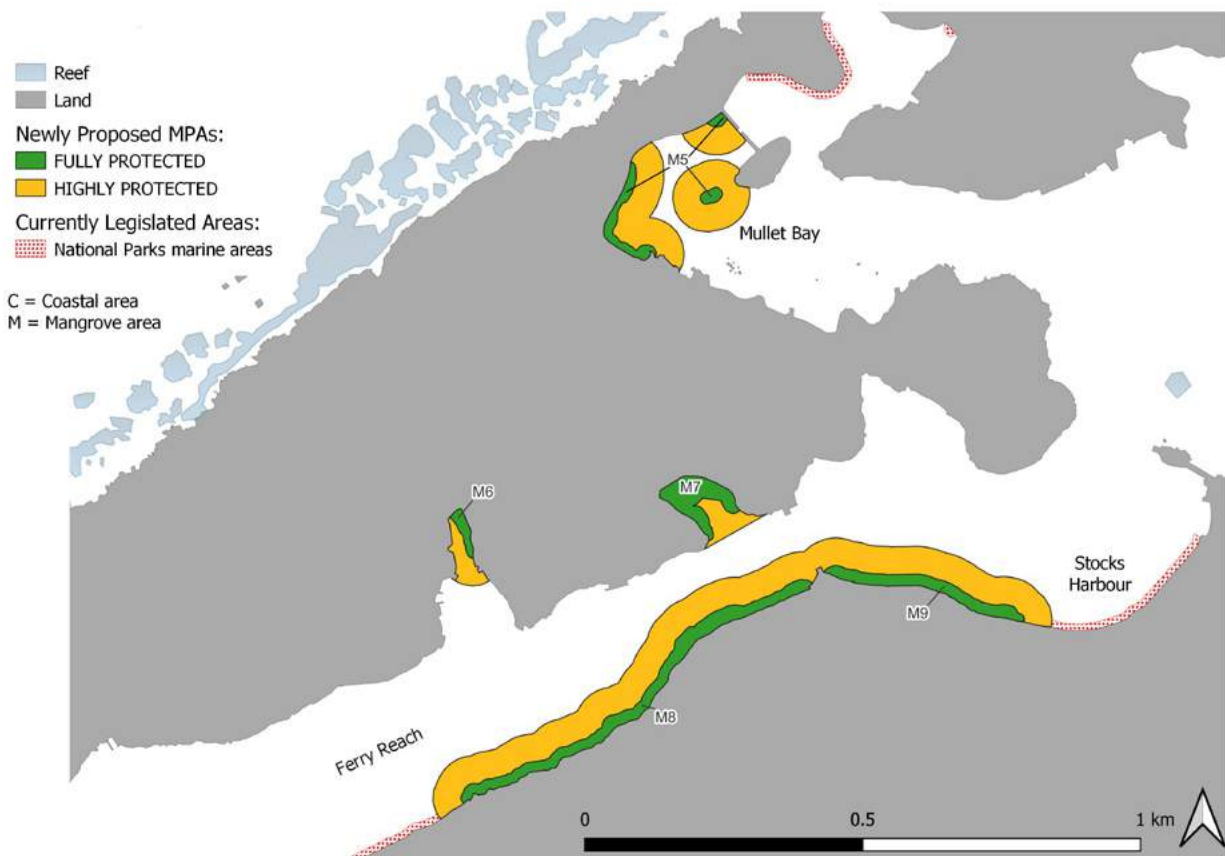 Reef
Land
Newly Proposed MPAs:
FULLY PROTECTED
HIGHLY PROTECTED
Currently Legislated Areas:
National Parks marine areas
C = Coastal area
M = Mangrove area
M5
Mullet Bay
M6
M7
Stocks
Harbour
M9
M8
Ferry Reach
0 0.5 1 km